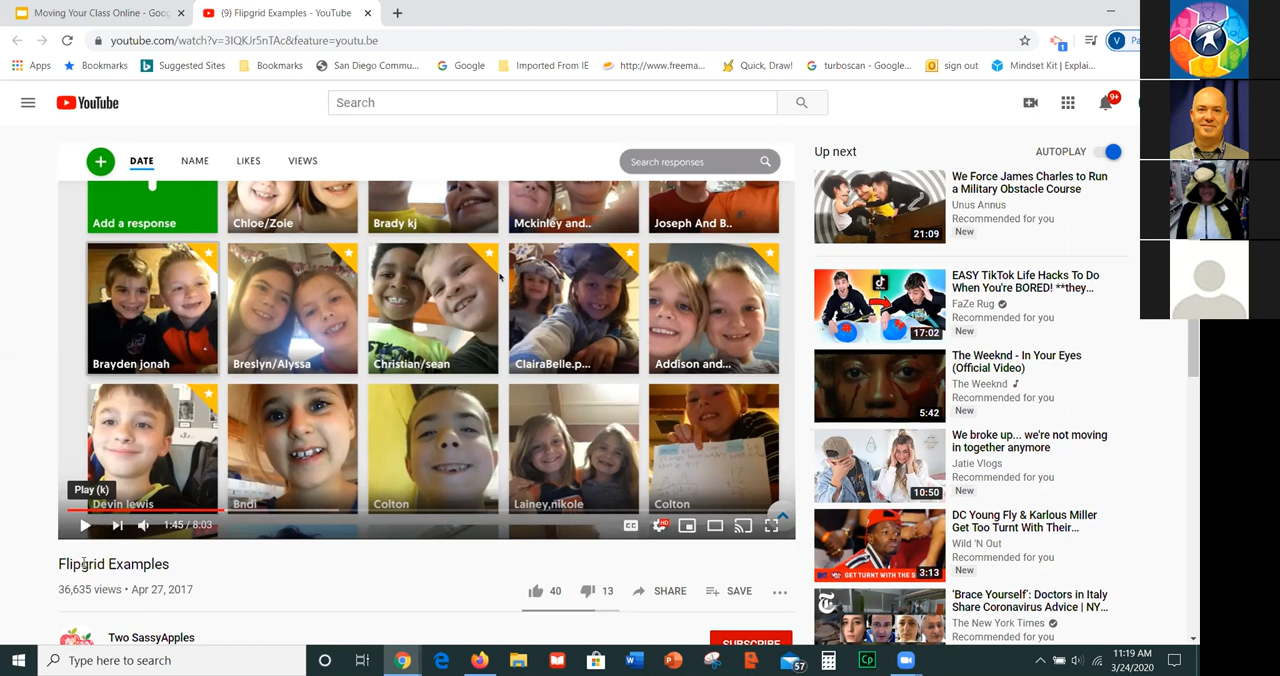 Moving Your Class Online - Goog
(9) Flipgrid Examples - YouTube
youtube.com/watch?v=3IQKJr5nTAc&feature=youtu.be
1
V Pa
Apps Bookmarks Suggested Sites Bookmarks San Diego Commu... Google Imported From IE http://www.freema... Quick, Draw! turboscan - Google... sign out Mindset Kit | Explai...
YouTube
Search
9+
DATE NAME LIKES VIEWS
Search responses
Add a response
Chloe/Zoie
Brady kj
Mckinley and..
Joseph And B..
Brayden jonah
Breslyn/Alyssa
Christian/sean
ClairaBelle.p...
Addison and...
Play (k)
Devin lewis
Bndi
Colton
Lainey,nikole
Colton
1:45 / 8:03
CC
HD
Flipgrid Examples
36,635 views • Apr 27, 2017
40 13 SHARE SAVE
Two SassyApples
SUBSCRIBE
Up next
AUTOPLAY
We Force James Charles to Run
a Military Obstacle Course
Unus Annus
Recommended for you
New
21:09
EASY TikTok Life Hacks To Do
When You're BORED! **they...
FaZe Rug
Recommended for you
New
17:02
The Weeknd - In Your Eyes
(Official Video)
The Weeknd
Recommended for you
New
5:42
We broke up... we're not moving
in together anymore
Jatie Vlogs
Recommended for you
New
10:50
DC Young Fly & Karlous Miller
Get Too Turnt With Their...
Wild 'N Out
Recommended for you
New
3:13
'Brace Yourself': Doctors in Italy
Share Coronavirus Advice | NY...
The New York Times
Recommended for you
Type here to search
57
Cp
11:19 AM
3/24/2020